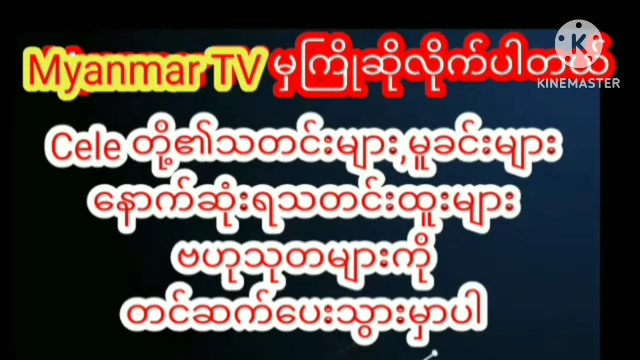 Myanmar TV မှကြိုဆိုလိုက်ပါတယ်
KINEMASTER
Cele တို့၏သတင်းများ,မူခင်းများ
နောက်ဆုံးရသတင်းထူးများ
ဗဟုသုတများကို
တင်ဆက်ပေးသွားမှာပါ